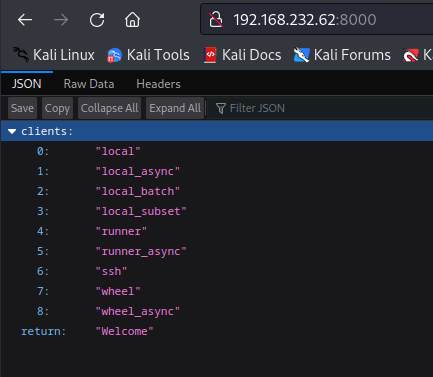 192.168.232.62:8000
Kali Linux Kali Tools Kali Docs Kali Forums K
JSON Raw Data Headers
Save Copy Collapse All Expand All Filter JSON
clients:
0: "local"
1: "local_async"
2: "local_batch"
3: "local_subset"
4: "runner"
5: "runner_async"
6: "ssh"
7: "wheel"
8: "wheel_async"
return: "Welcome"